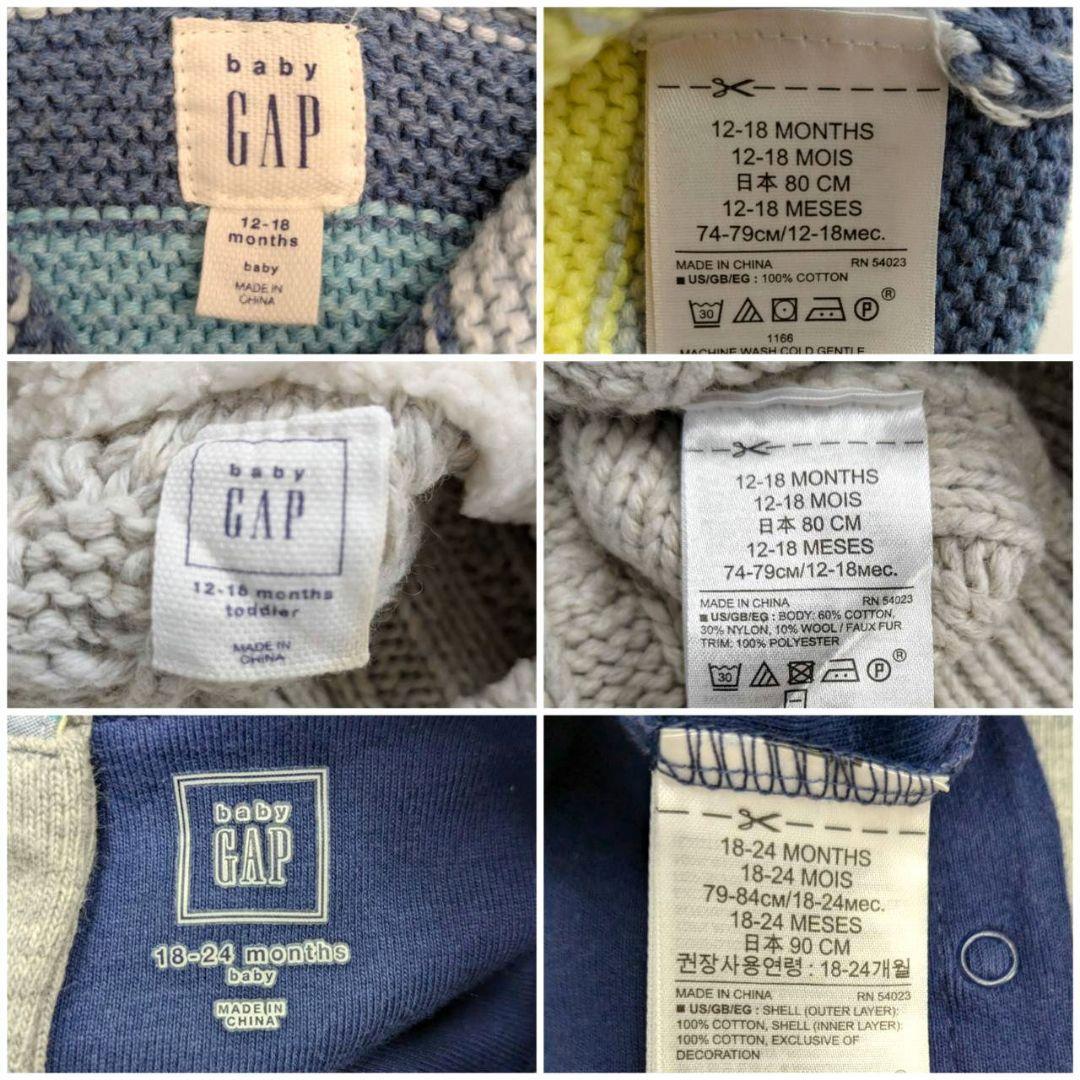 baby
GAP
12-18
months
baby
MADE IN
CHINA
12-18 MONTHS
12-18 MOIS
日本 80 CM
12-18 MESES
74-79см/12-18мес.
MADE IN CHINA RN 54023
■ US/GB/EG : 100% COTTON
30 P ®
1166
MACHINE WASH COLD GENTLE
baby
GAP
12-18 months
toddler
MADE IN
CHINA
12-18 MONTHS
12-18 MOIS
日本 80 CM
12-18 MESES
74-79см/12-18мес.
MADE IN CHINA RN 54023
■ US/GB/EG : BODY: 60% COTTON,
30% NYLON, 10% WOOL / FAUX FUR
TRIM: 100% POLYESTER
30 P ®
baby
GAP
18-24 months
baby
MADE IN
CHINA
18-24 MONTHS
18-24 MOIS
79-84см/18-24мес.
18-24 MESES
日本 90 CM
권장사용연령 : 18-24개월
MADE IN CHINA RN 54023
■ US/GB/EG : SHELL (OUTER LAYER):
100% COTTON, SHELL (INNER LAYER):
100% COTTON, EXCLUSIVE OF
DECORATION